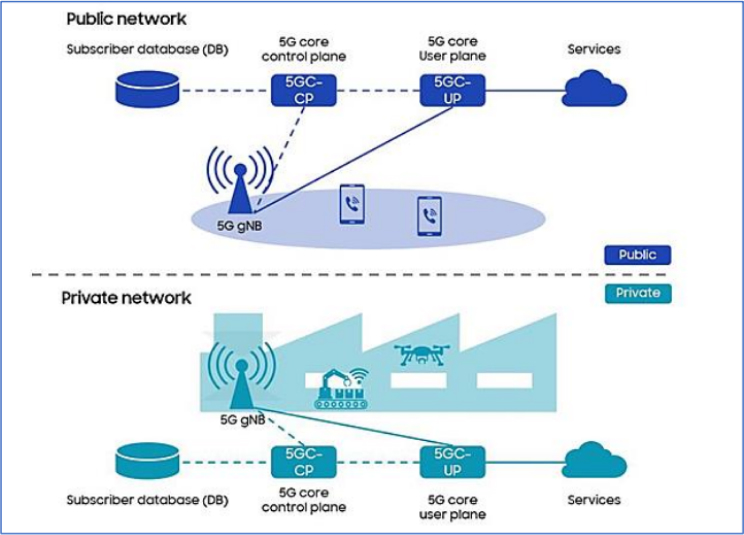 Public network
Subscriber database (DB)
5G core
control plane
5G core
User plane
Services
5GC-
CP
5GC-
UP
5G gNB
Public
Private network
Private
5G gNB
5GC-
CP
5GC-
UP
Subscriber database (DB)
5G core
control plane
5G core
user plane
Services